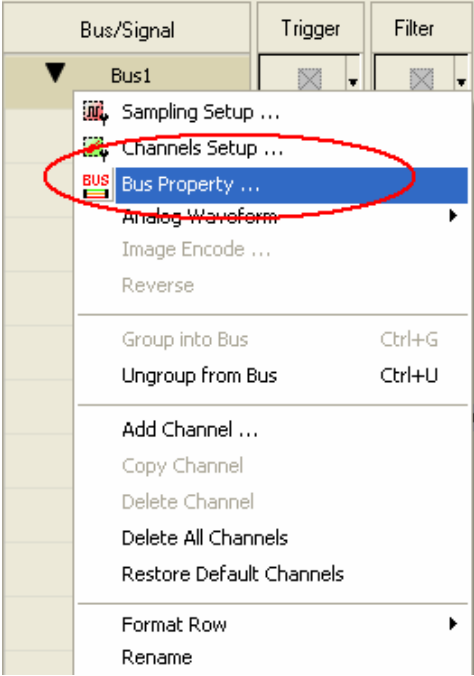 Bus/Signal Trigger Filter
Bus1
Sampling Setup ...
Channels Setup ...
BUS Bus Property ...
Analog Waveform
Image Encode ...
Reverse
Group into Bus Ctrl+G
Ungroup from Bus Ctrl+U
Add Channel ...
Copy Channel
Delete Channel
Delete All Channels
Restore Default Channels
Format Row
Rename